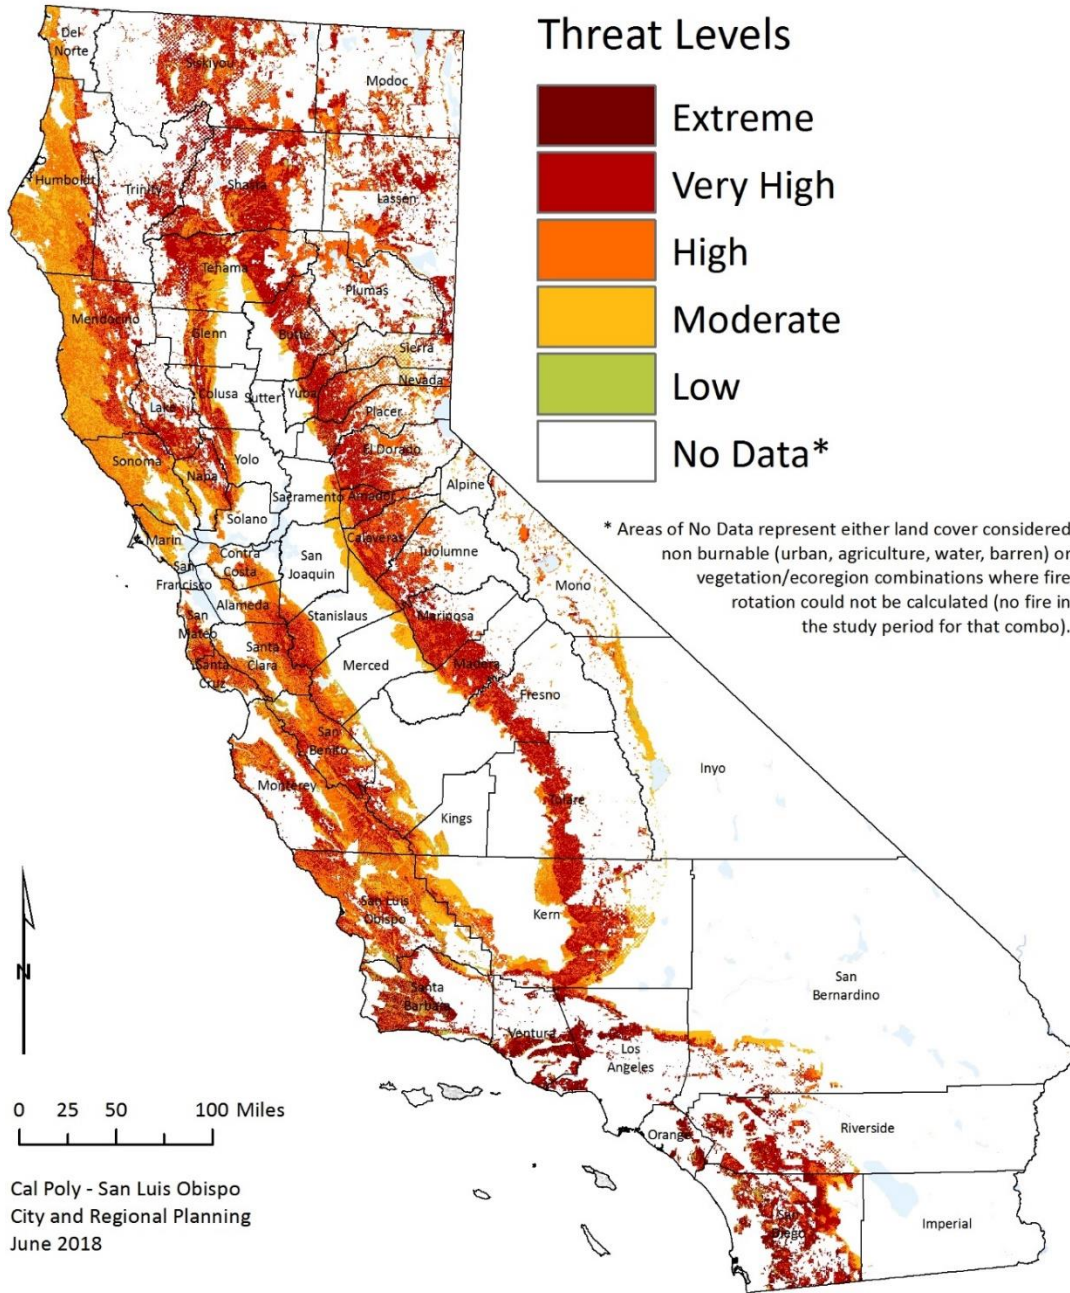 Threat Levels
Extreme
Very High
High
Moderate
Low
No Data*
* Areas of No Data represent either land cover considered
non burnable (urban, agriculture, water, barren) or
vegetation/ecoregion combinations where fire
rotation could not be calculated (no fire in
the study period for that combo).
Del
Norte
Siskiyou
Modoc
Humboldt
Trinity
Shasta
Lassen
Tehama
Plumas
Mendocino
Glenn
Butte
Sierra
Nevada
Lake
Colusa
Sutter
Yuba
Placer
Sonoma
Napa
Yolo
El Dorado
Sacramento
Amador
Alpine
Solano
Marin
Calaveras
Tuolumne
Contra
Costa
San
Joaquin
San
Francisco
Mono
Alameda
Stanislaus
Mariposa
San
Mateo
Santa
Clara
Merced
Madera
Santa
Cruz
Fresno
San
Benito
Inyo
Monterey
Kings
Tulare
San Luis
Obispo
Kern
San
Bernardino
Santa
Barbara
Ventura
Los
Angeles
Orange
Riverside
San
Diego
Imperial
N
0 25 50 100 Miles
Cal Poly - San Luis Obispo
City and Regional Planning
June 2018